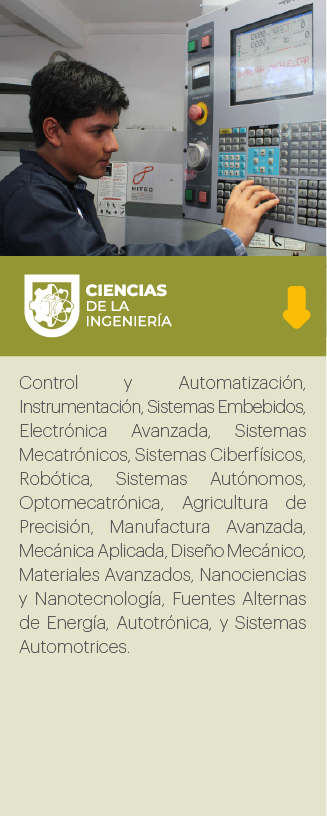 HITEC
CIENCIAS
DE LA
INGENIERÍA
Control y Automatización,
Instrumentación, Sistemas Embebidos,
Electrónica Avanzada, Sistemas
Mecatrónicos, Sistemas Ciberfísicos,
Robótica, Sistemas Autónomos,
Optomecatrónica, Agricultura de
Precisión, Manufactura Avanzada,
Mecánica Aplicada, Diseño Mecánico,
Materiales Avanzados, Nanociencias
y Nanotecnología, Fuentes Alternas
de Energía, Autotrónica, y Sistemas
Automotrices.